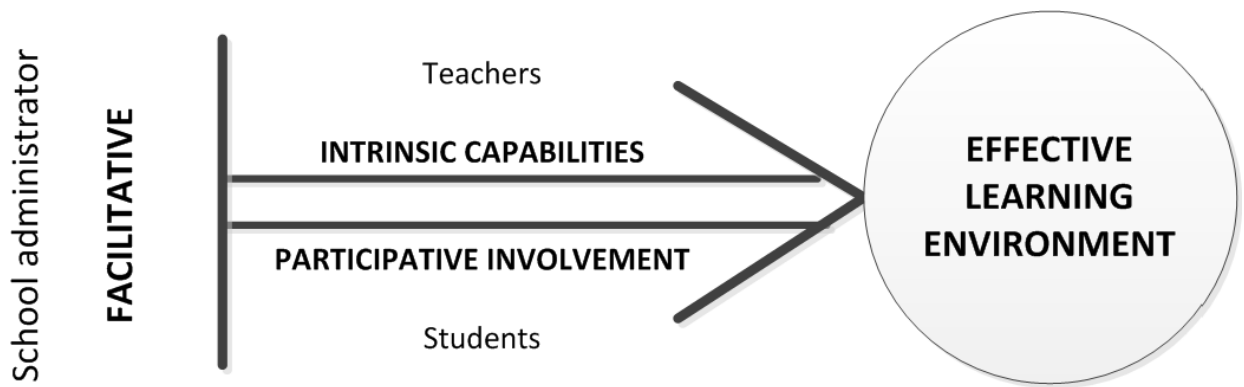 School administrator
FACILITATIVE
Teachers
INTRINSIC CAPABILITIES
PARTICIPATIVE INVOLVEMENT
Students
EFFECTIVE
LEARNING
ENVIRONMENT